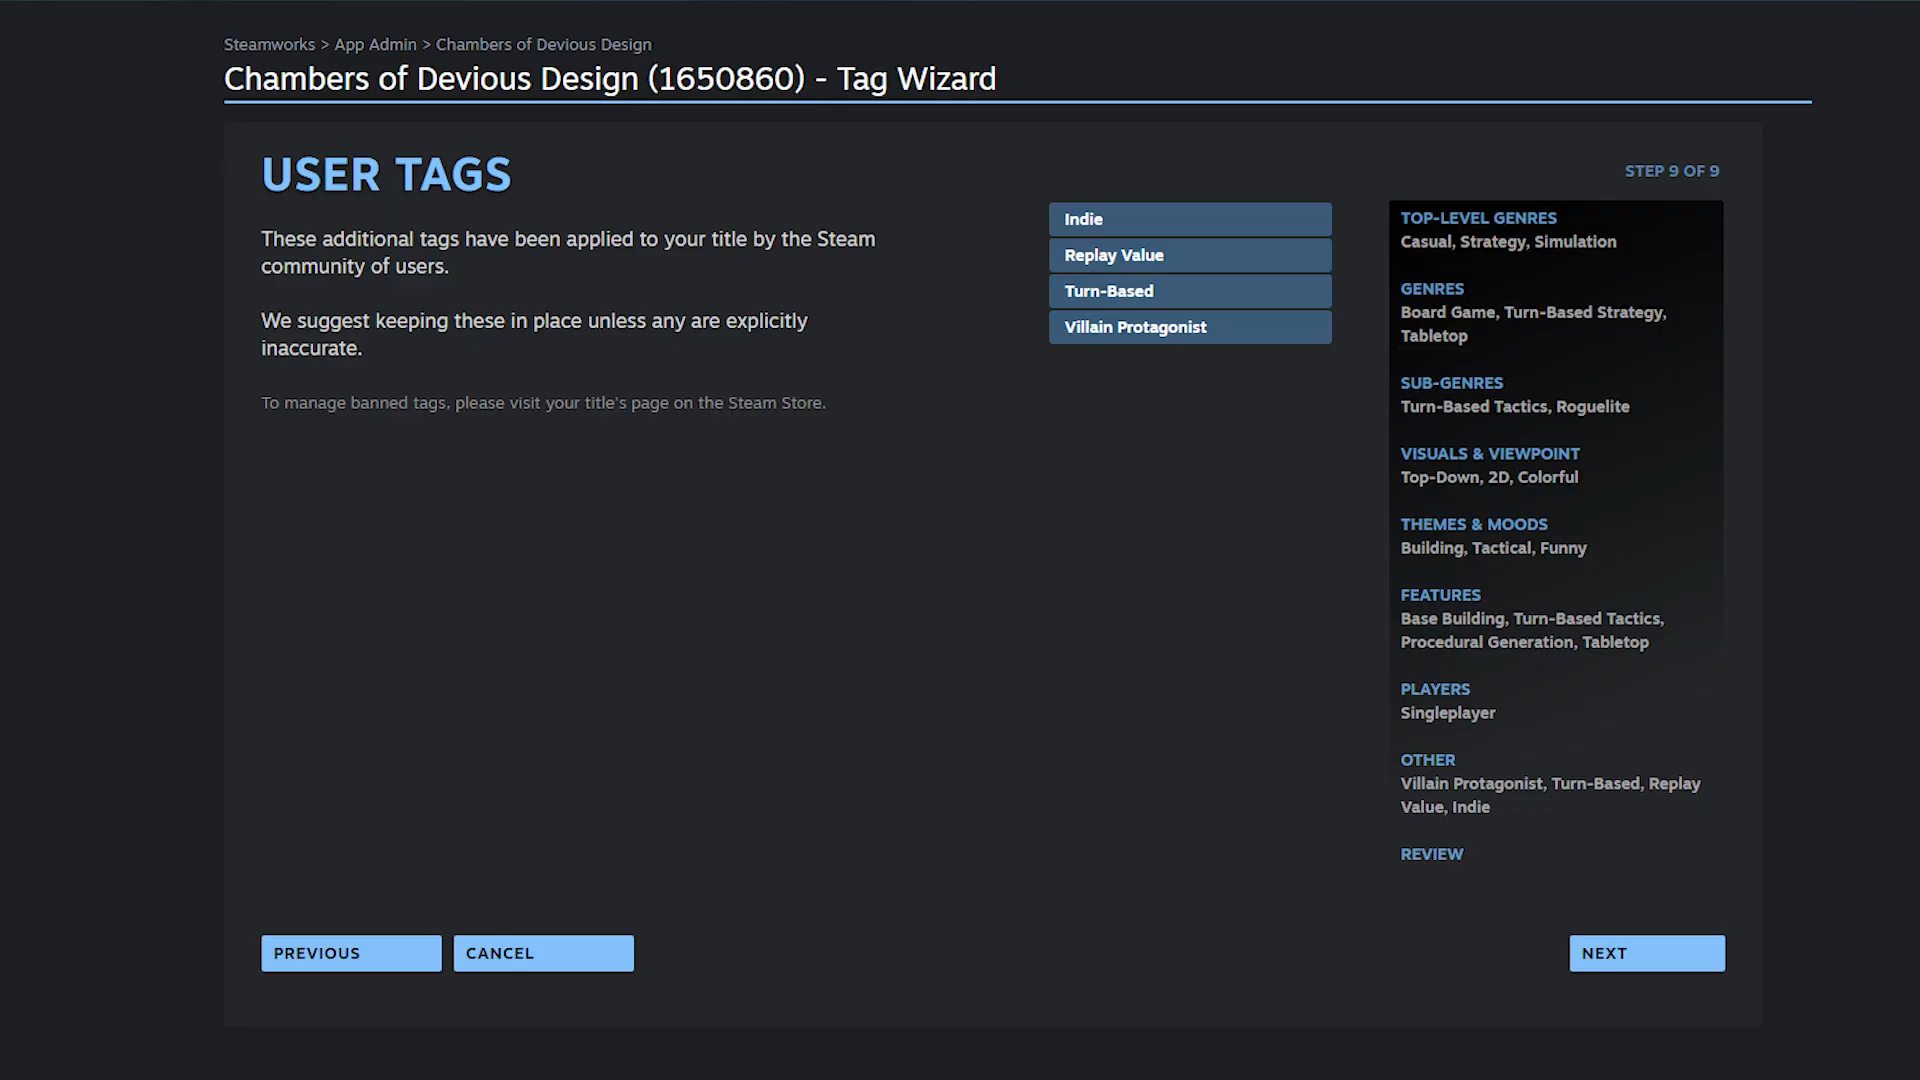 Steamworks > App Admin > Chambers of Devious Design
Chambers of Devious Design (1650860) - Tag Wizard
USER TAGS
STEP 9 OF 9
These additional tags have been applied to your title by the Steam
community of users.
We suggest keeping these in place unless any are explicitly
inaccurate.
To manage banned tags, please visit your title's page on the Steam Store.
Indie
Replay Value
Turn-Based
Villain Protagonist
TOP-LEVEL GENRES
Casual, Strategy, Simulation
GENRES
Board Game, Turn-Based Strategy,
Tabletop
SUB-GENRES
Turn-Based Tactics, Roguelite
VISUALS & VIEWPOINT
Top-Down, 2D, Colorful
THEMES & MOODS
Building, Tactical, Funny
FEATURES
Base Building, Turn-Based Tactics,
Procedural Generation, Tabletop
PLAYERS
Singleplayer
OTHER
Villain Protagonist, Turn-Based, Replay
Value, Indie
REVIEW
PREVIOUS
CANCEL
NEXT